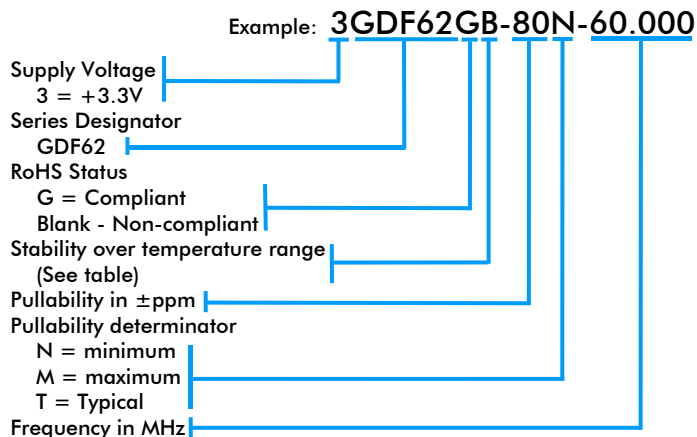 Example: 3GDF62GB-80N-60.000
Supply Voltage
3 = +3.3V
Series Designator
GDF62
RoHS Status
G = Compliant
Blank - Non-compliant
Stability over temperature range
(See table)
Pullability in ±ppm
Pullability determinator
N = minimum
M = maximum
T = Typical
Frequency in MHz